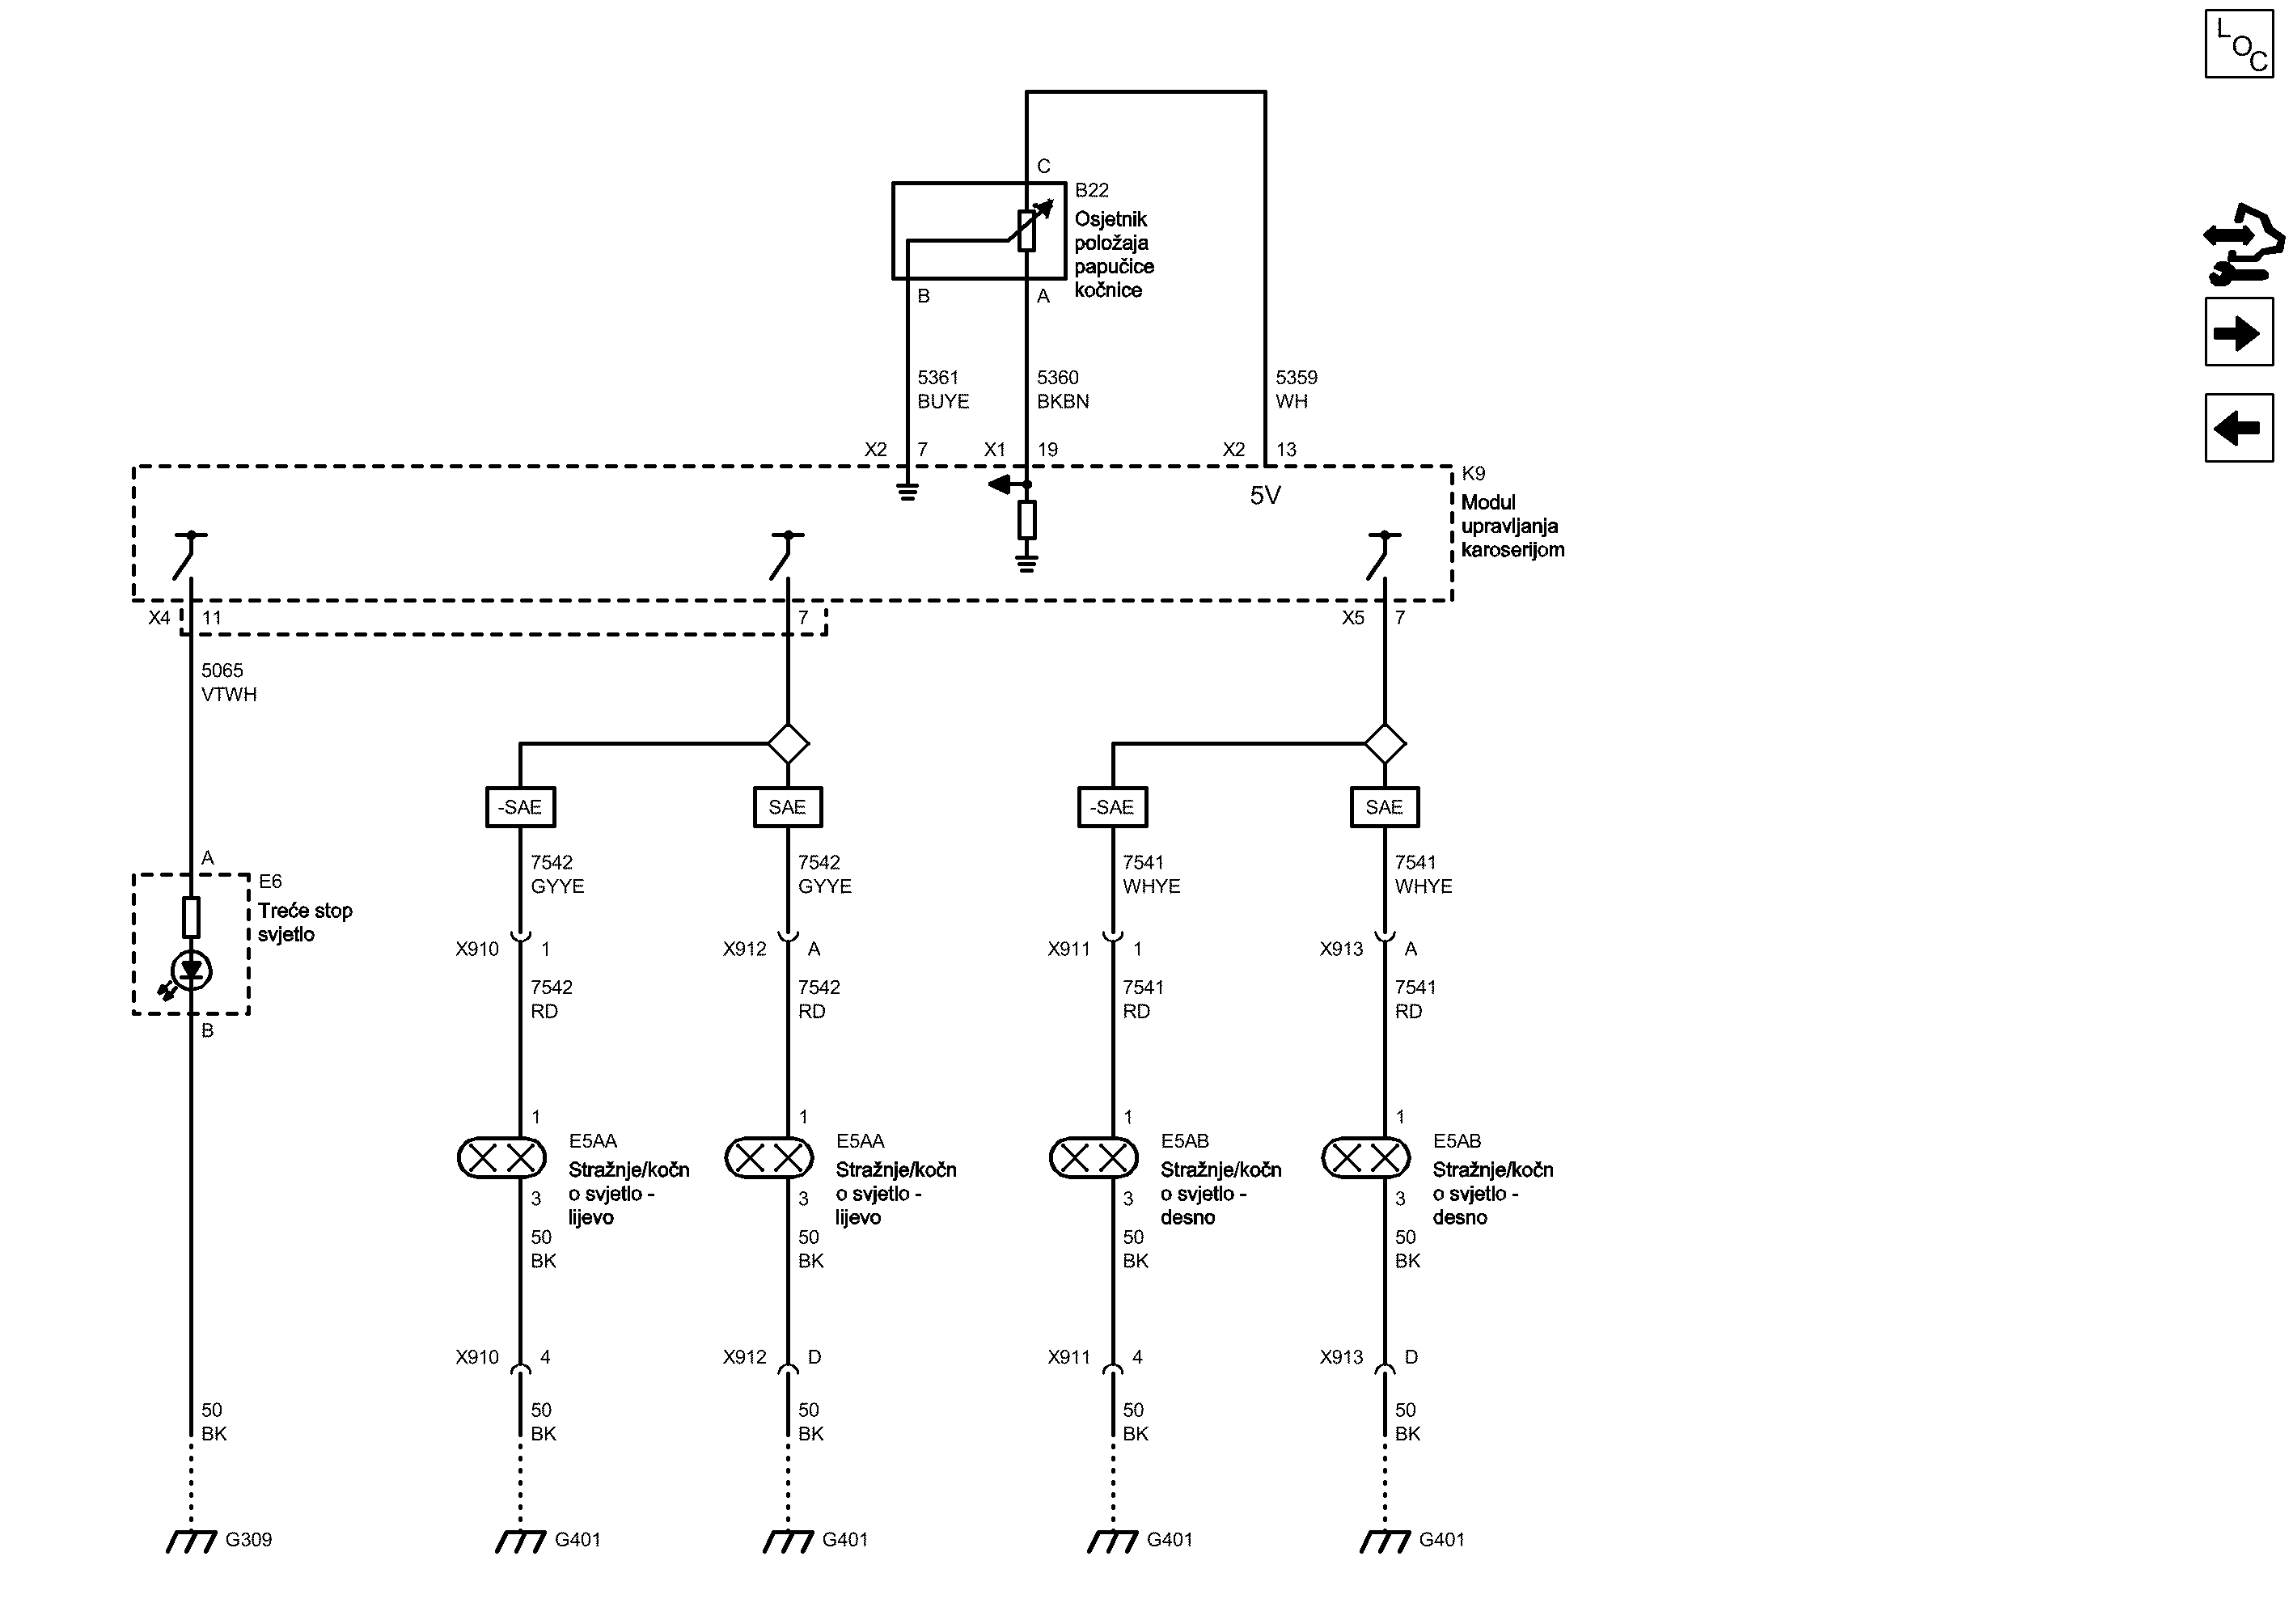 LOC
C
B22
Osjetnik
položaja
papučice
kočnice
B
A
5361
BUYE
5360
BKBN
5359
WH
X2
7
X1
19
X2
13
5V
K9
Modul
upravljanja
karoserijom
X4
11
7
X5
7
5065
VTWH
-SAE
SAE
-SAE
SAE
A
E6
Treće stop
svjetlo
B
7542
GYYE
7542
GYYE
7541
WHYE
7541
WHYE
X910
1
X912
A
X911
1
X913
A
7542
RD
7542
RD
7541
RD
7541
RD
1
1
1
1
E5AA
Stražnje/kočn
o svjetlo -
lijevo
E5AA
Stražnje/kočn
o svjetlo -
lijevo
E5AB
Stražnje/kočn
o svjetlo -
desno
E5AB
Stražnje/kočn
o svjetlo -
desno
3
3
3
3
50
BK
50
BK
50
BK
50
BK
X910
4
X912
D
X911
4
X913
D
50
BK
50
BK
50
BK
50
BK
50
BK
G309
G401
G401
G401
G401